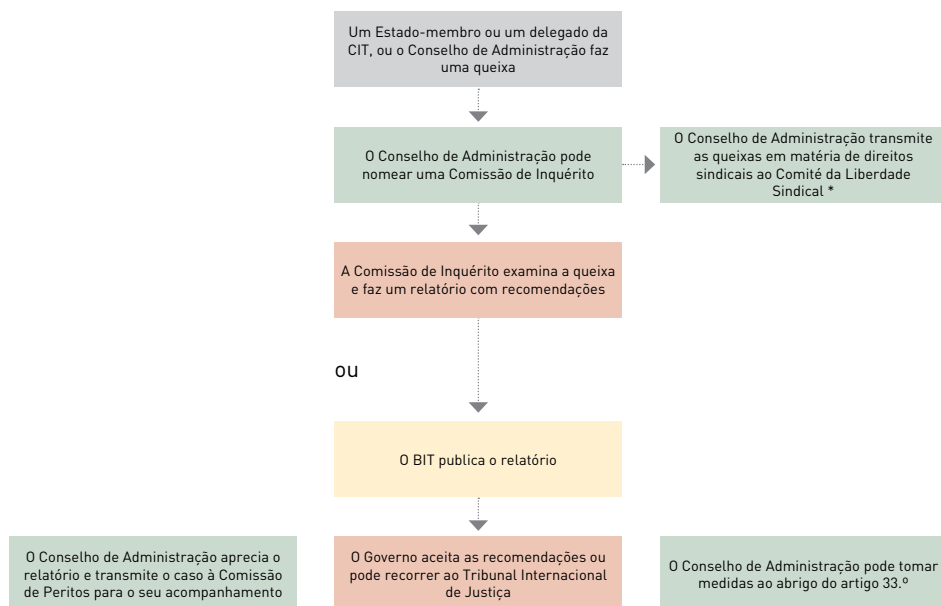 Um Estado-membro ou um delegado da
CIT, ou o Conselho de Administração faz
uma queixa
O Conselho de Administração pode
nomear uma Comissão de Inquérito
O Conselho de Administração transmite
as queixas em matéria de direitos
sindicais ao Comité da Liberdade
Sindical *
A Comissão de Inquérito examina a queixa
e faz um relatório com recomendações
ou
O BIT publica o relatório
O Conselho de Administração aprecia o
relatório e transmite o caso à Comissão
de Peritos para o seu acompanhamento
O Governo aceita as recomendações ou
pode recorrer ao Tribunal Internacional
de Justiça
O Conselho de Administração pode tomar
medidas ao abrigo do artigo 33.º